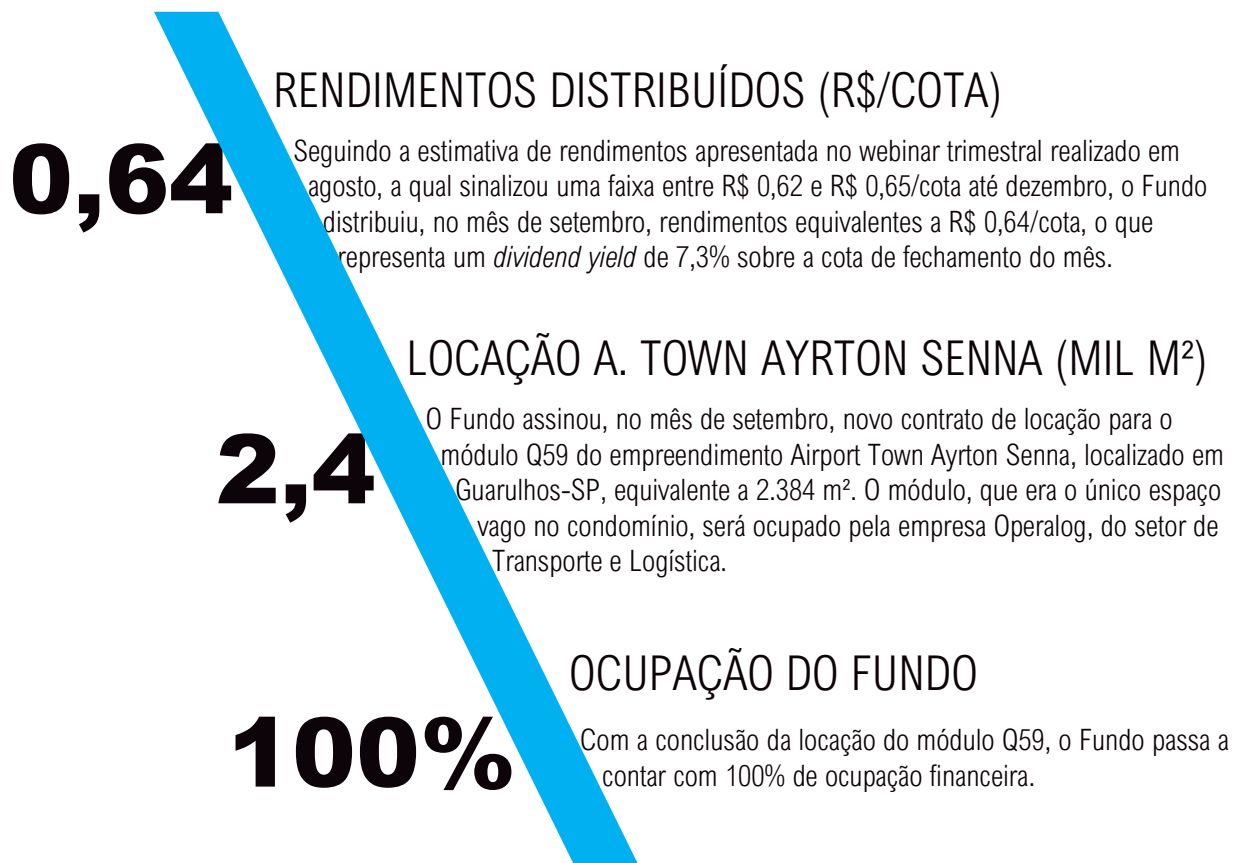 RENDIMENTOS DISTRIBUÍDOS (R$/COTA)
0,64
Seguindo a estimativa de rendimentos apresentada no webinar trimestral realizado em
agosto, a qual sinalizou uma faixa entre R$ 0,62 e R$ 0,65/cota até dezembro, o Fundo
distribuiu, no mês de setembro, rendimentos equivalentes a R$ 0,64/cota, o que
representa um dividend yield de 7,3% sobre a cota de fechamento do mês.
LOCAÇÃO A. TOWN AYRTON SENNA (MIL M²)
2,4
O Fundo assinou, no mês de setembro, novo contrato de locação para o
módulo Q59 do empreendimento Airport Town Ayrton Senna, localizado em
Guarulhos-SP, equivalente a 2.384 m². O módulo, que era o único espaço
vago no condomínio, será ocupado pela empresa Operalog, do setor de
Transporte e Logística.
OCUPAÇÃO DO FUNDO
100%
Com a conclusão da locação do módulo Q59, o Fundo passa a
contar com 100% de ocupação financeira.